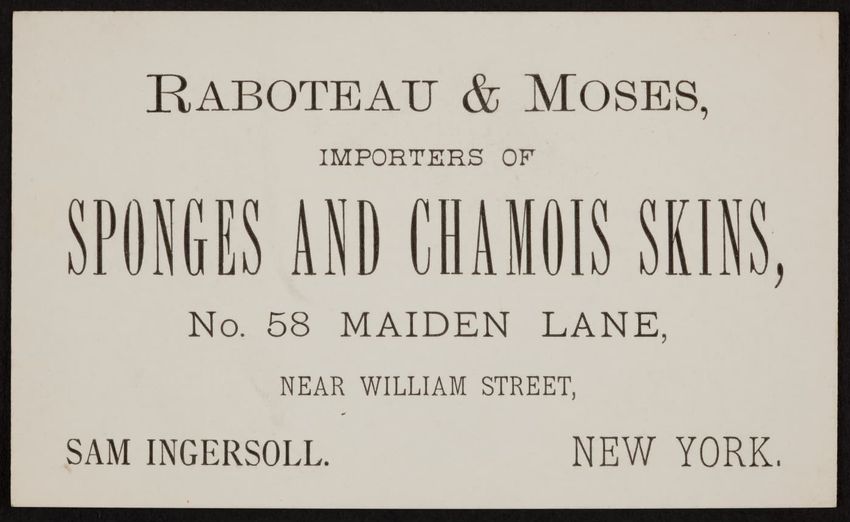 RABOTEAU & MOSES,
IMPORTERS OF
SPONGES AND CHAMOIS SKINS,
No. 58 MAIDEN LANE,
NEAR WILLIAM STREET,
SAM INGERSOLL. NEW YORK.